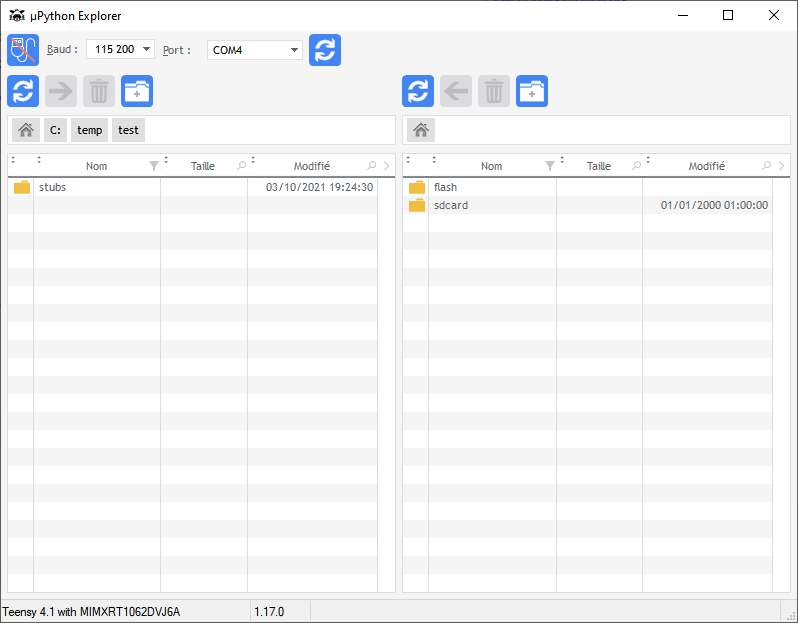 µPython Explorer
Baud : 115 200 Port : COM4
C: temp test
Nom Taille Modifié
stubs 03/10/2021 19:24:30
Nom Taille Modifié
flash
sdcard 01/01/2000 01:00:00
Teensy 4.1 with MIMXRT1062DVJ6A 1.17.0